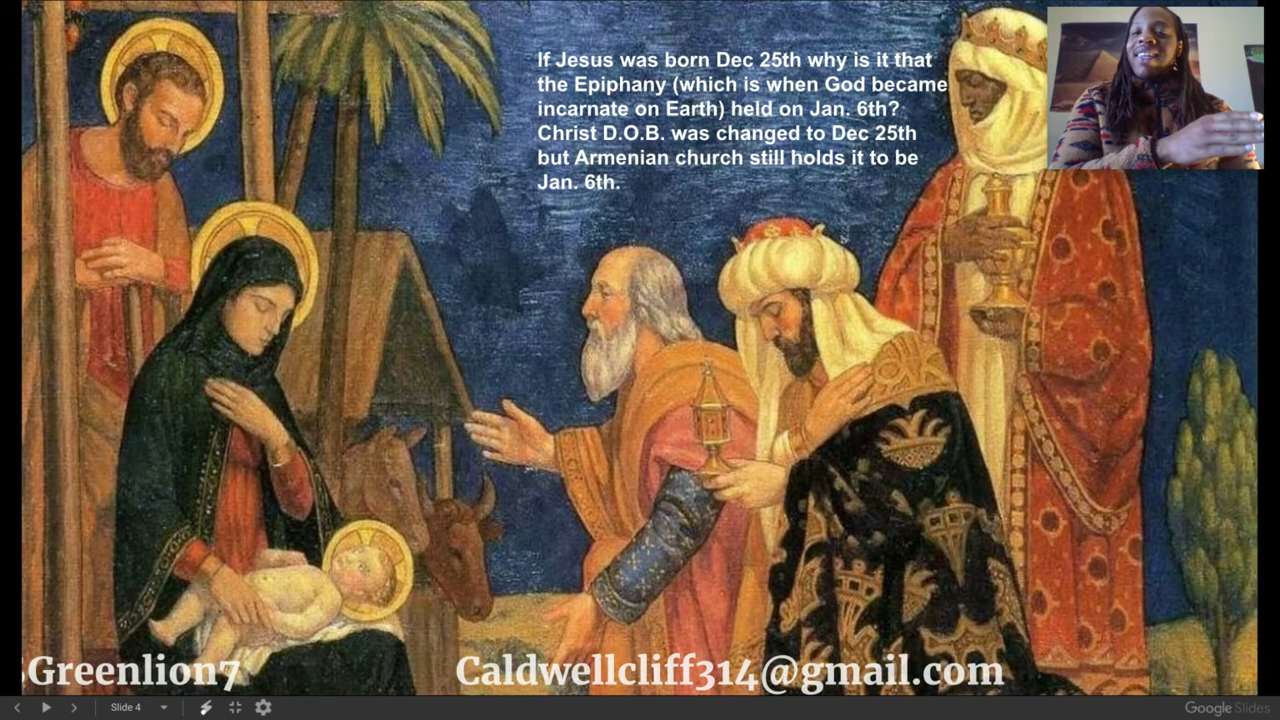 If Jesus was born Dec 25th why is it that
the Epiphany (which is when God became
incarnate on Earth) held on Jan. 6th?
Christ D.O.B. was changed to Dec 25th
but Armenian church still holds it to be
Jan. 6th.
Greenlion7 Caldwellcliff314@gmail.com
Slide 4
Google Slides